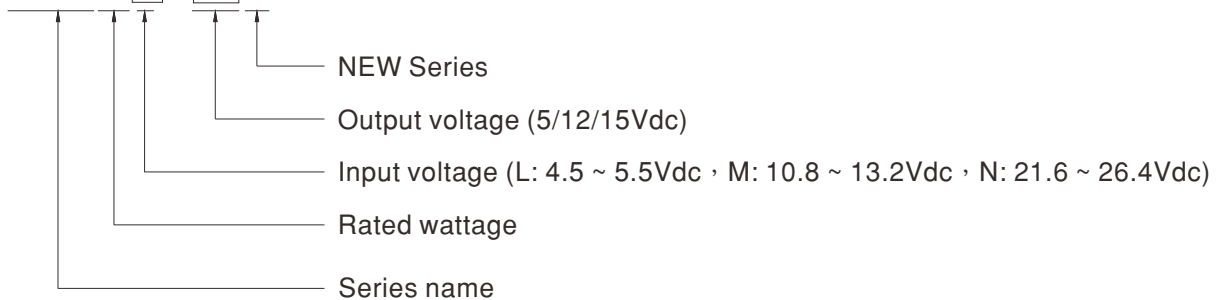 NEW Series
Output voltage (5/12/15Vdc)
Input voltage (L: 4.5 ~ 5.5Vdc，M: 10.8 ~ 13.2Vdc，N: 21.6 ~ 26.4Vdc)
Rated wattage
Series name